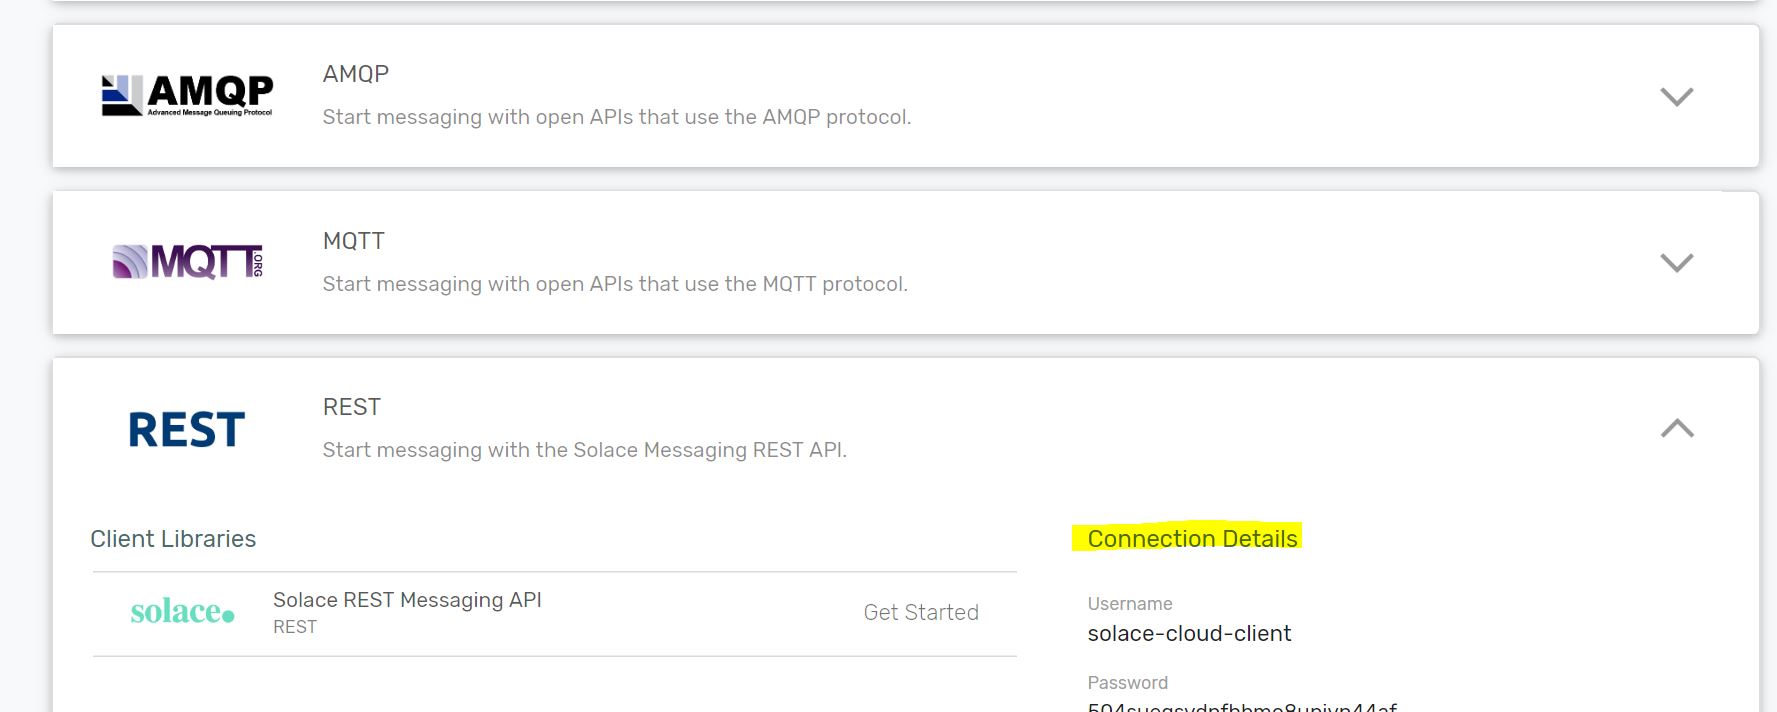 AMQP
Advanced Message Queuing Protocol
AMQP
Start messaging with open APIs that use the AMQP protocol.
MQTT
.ORG
MQTT
Start messaging with open APIs that use the MQTT protocol.
REST
REST
Start messaging with the Solace Messaging REST API.
Client Libraries
solace.
Solace REST Messaging API
REST
Get Started
Connection Details
Username
solace-cloud-client
Password